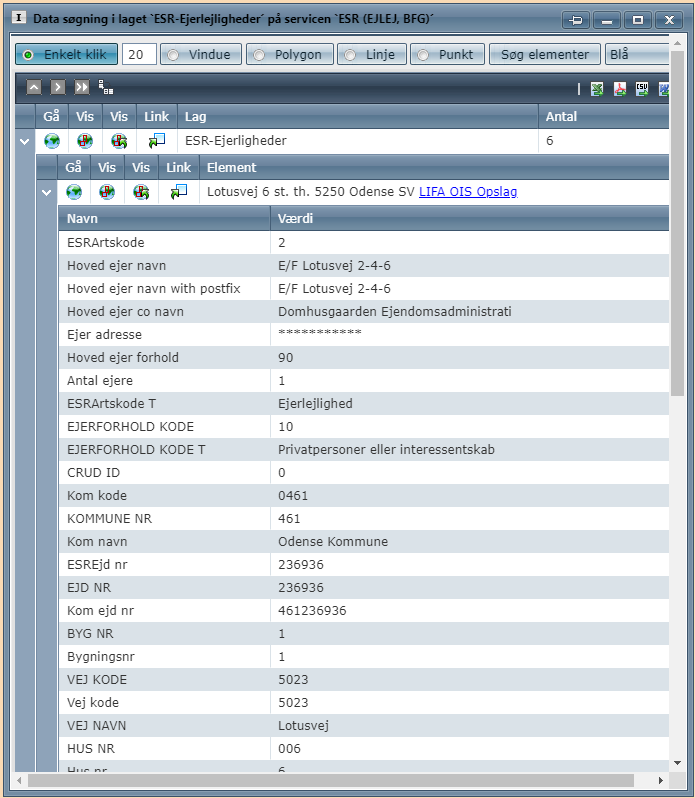 Data søgning i laget `ESR-Ejerlejligheder´ på servicen `ESR (EJLEJ, BFG)´
Enkelt klik 20 Vindue Polygon Linje Punkt Søg elementer Blå
Gå Vis Vis Link Lag Antal
ESR-Ejerligheder 6
Gå Vis Vis Link Element
Lotusvej 6 st. th. 5250 Odense SV LIFA OIS Opslag
Navn Værdi
ESRArtskode 2
Hoved ejer navn E/F Lotusvej 2-4-6
Hoved ejer navn with postfix E/F Lotusvej 2-4-6
Hoved ejer co navn Domhusgaarden Ejendomsadministrati
Ejer adresse ***********
Hoved ejer forhold 90
Antal ejere 1
ESRArtskode T Ejerlejlighed
EJERFORHOLD KODE 10
EJERFORHOLD KODE T Privatpersoner eller interessentskab
CRUD ID 0
Kom kode 0461
KOMMUNE NR 461
Kom navn Odense Kommune
ESREjd nr 236936
EJD NR 236936
Kom ejd nr 461236936
BYG NR 1
Bygningsnr 1
VEJ KODE 5023
Vej kode 5023
VEJ NAVN Lotusvej
HUS NR 006
Hus nr 6